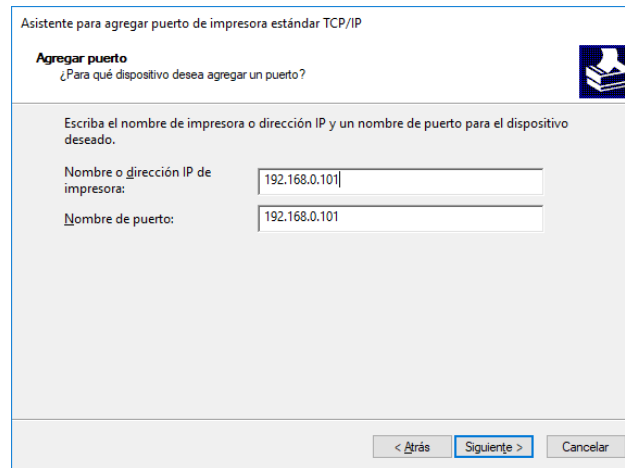 Asistente para agregar puerto de impresora estándar TCP/IP
Agregar puerto
¿Para qué dispositivo desea agregar un puerto?
Escriba el nombre de impresora o dirección IP y un nombre de puerto para el dispositivo
deseado.
Nombre o dirección IP de
impresora:
192.168.0.101
Nombre de puerto:
192.168.0.101
< Atrás
Siguiente >
Cancelar